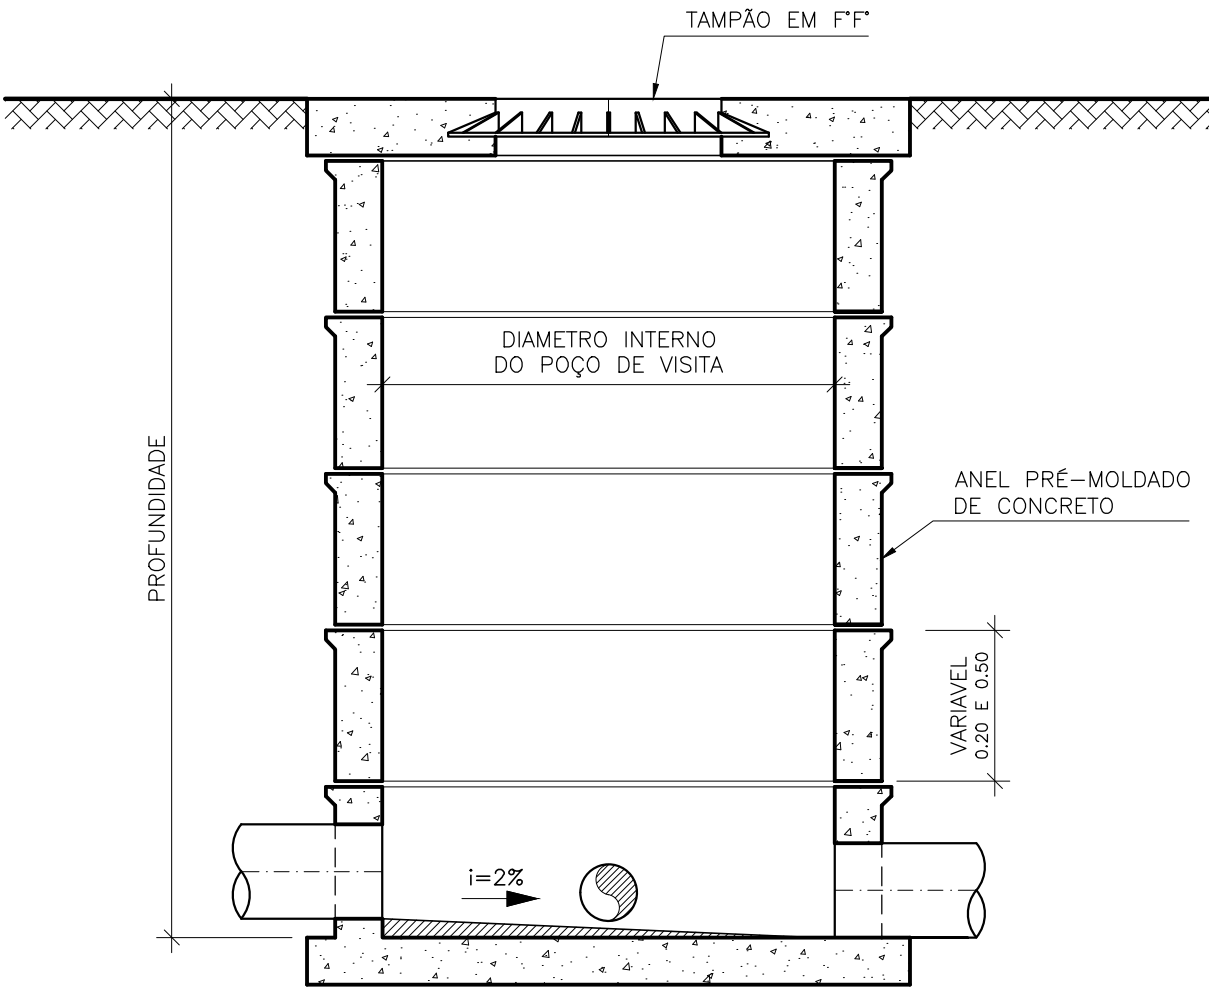 TAMPÃO EM F°F°
DIAMETRO INTERNO
DO POÇO DE VISITA
PROFUNDIDADE
ANEL PRÉ-MOLDADO
DE CONCRETO
VARIAVEL
0.20 E 0.50
i=2%